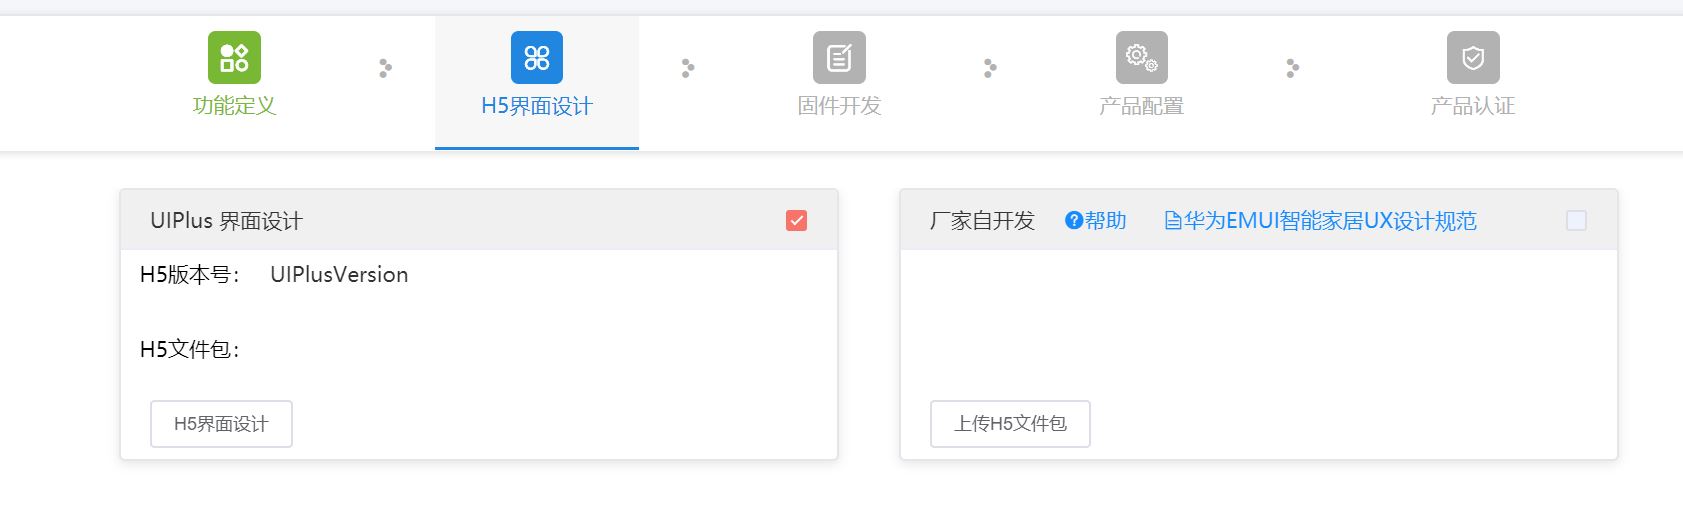 功能定义
H5界面设计
固件开发
产品配置
产品认证
UIPlus 界面设计
H5版本号： UIPlusVersion
H5文件包：
H5界面设计
厂家自开发 帮助 华为EMUI智能家居UX设计规范
上传H5文件包